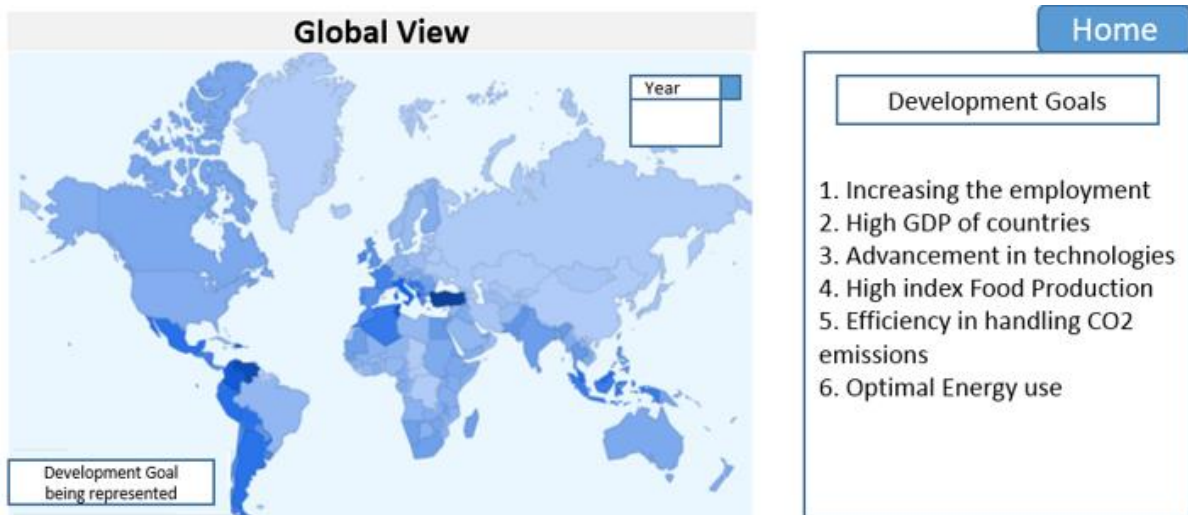 Global View
Year
Development Goal
being represented
Home
Development Goals
1. Increasing the employment
2. High GDP of countries
3. Advancement in technologies
4. High index Food Production
5. Efficiency in handling CO2
emissions
6. Optimal Energy use